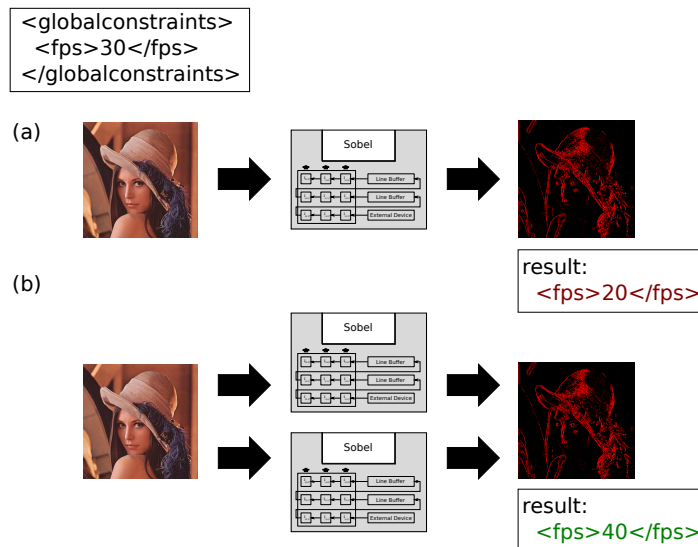 <globalconstraints>
<fps>30</fps>
</globalconstraints>
(a)
Sobel
Line Buffer
Line Buffer
External Device
result:
<fps>20</fps>
(b)
Sobel
Line Buffer
Line Buffer
External Device
Sobel
Line Buffer
Line Buffer
External Device
result:
<fps>40</fps>